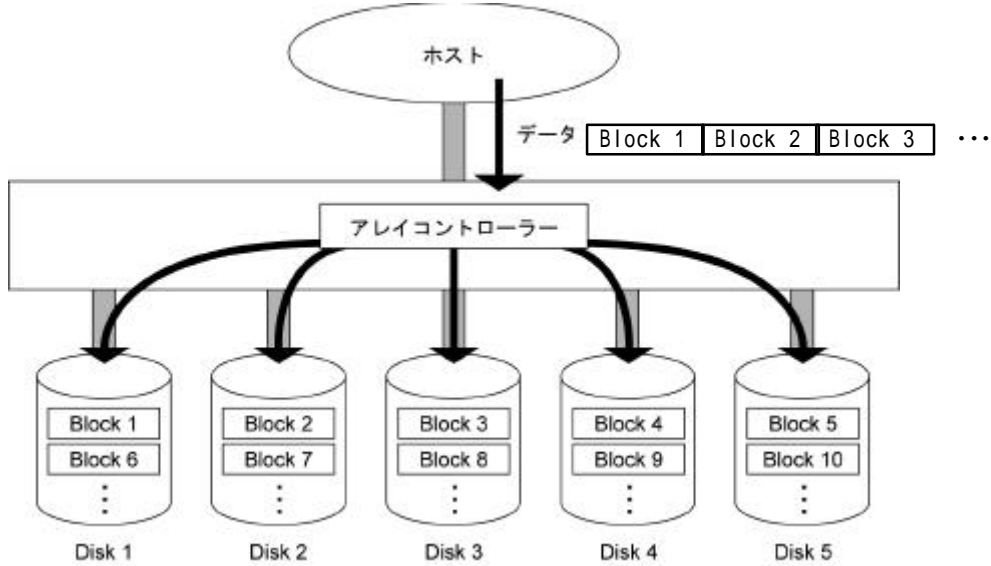 ホスト
データ Block 1 Block 2 Block 3 ･･･
アレイコントローラー
Block 1 Block 2 Block 3 Block 4 Block 5
Block 6 Block 7 Block 8 Block 9 Block 10
⋮ ⋮ ⋮ ⋮ ⋮
Disk 1 Disk 2 Disk 3 Disk 4 Disk 5